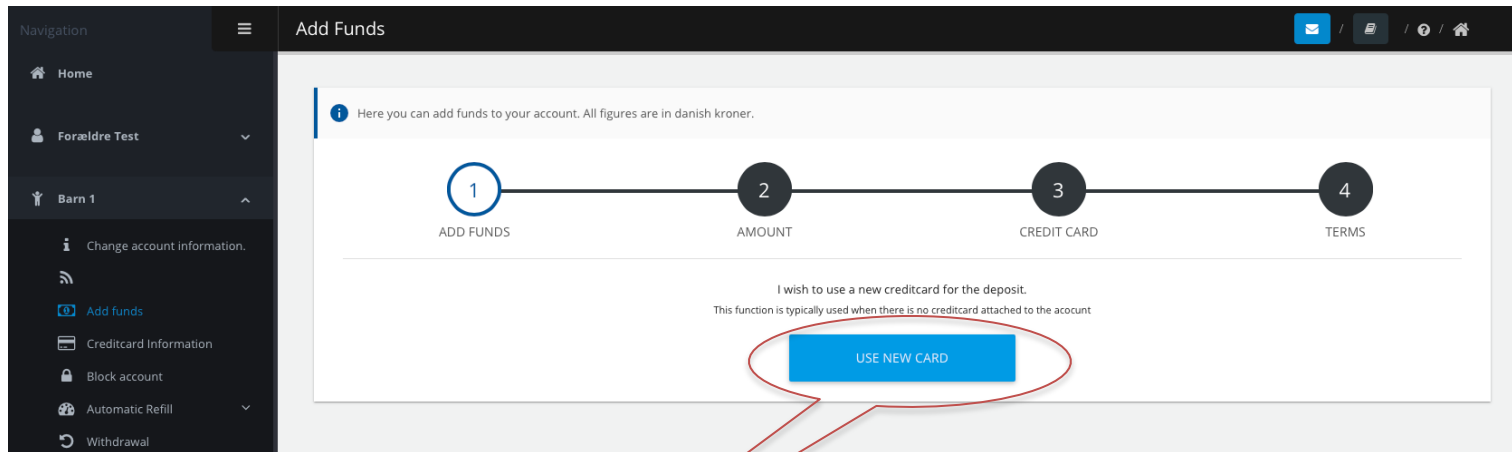 Navigation
Add Funds
/ / /
Home
Here you can add funds to your account. All figures are in danish kroner.
Forældre Test
1 2 3 4
Barn 1
ADD FUNDS AMOUNT CREDIT CARD TERMS
Change account information.
I wish to use a new creditcard for the deposit.
This function is typically used when there is no creditcard attached to the acocunt
Add funds
Creditcard Information
USE NEW CARD
Block account
Automatic Refill
Withdrawal